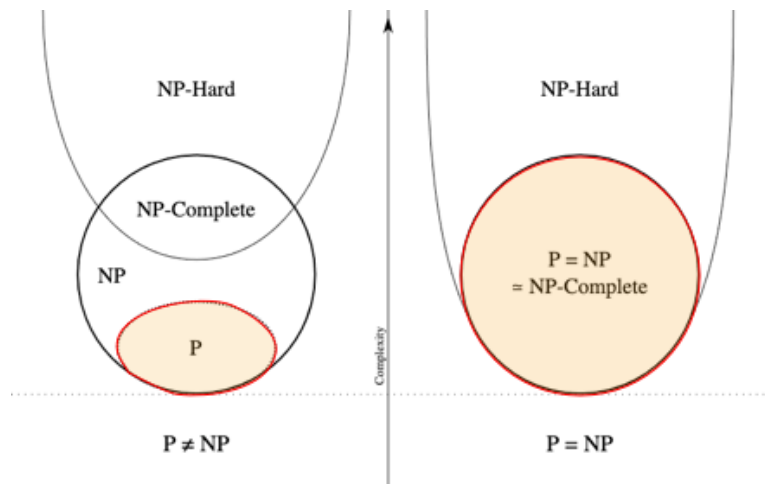 NP-Hard
NP-Complete
NP
P
P ≠ NP
Complexity
NP-Hard
P = NP
≃ NP-Complete
P = NP